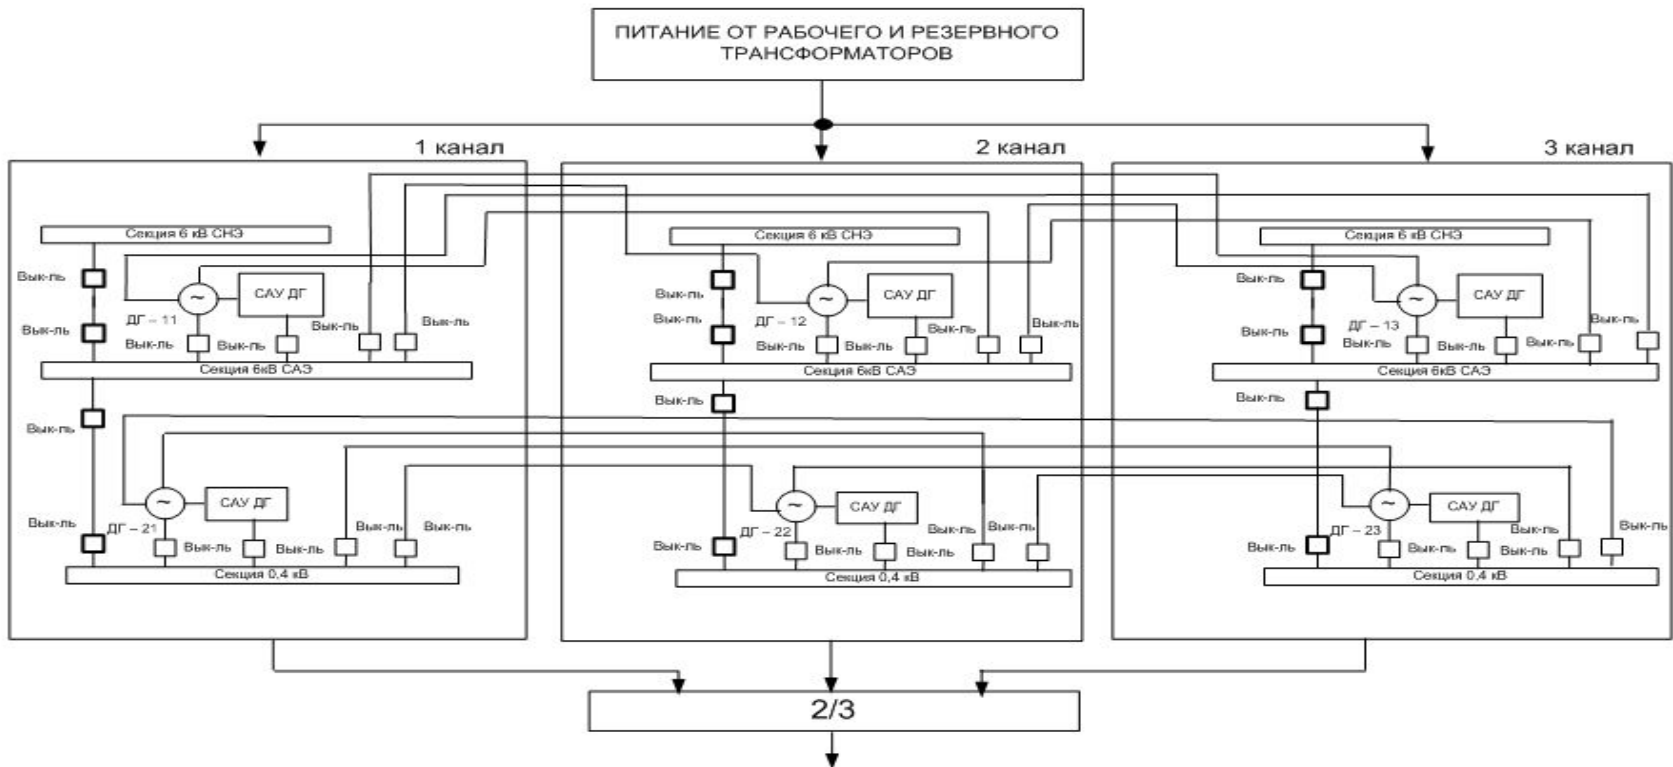 ПИТАНИЕ ОТ РАБОЧЕГО И РЕЗЕРВНОГО
ТРАНСФОРМАТОРОВ
1 канал
2 канал
3 канал
Секция 6 кВ СНЭ
Вык-ль
САУ ДГ
ДГ – 11
Вык-ль
Вык-ль
Вык-ль
Вык-ль
Вык-ль
Секция 6кВ САЭ
Вык-ль
САУ ДГ
Вык-ль
ДГ – 21
Вык-ль
Вык-ль
Вык-ль
Вык-ль
Секция 0,4 кВ
Секция 6 кВ СНЭ
Вык-ль
САУ ДГ
Вык-ль
ДГ – 12
Вык-ль
Вык-ль
Вык-ль
Вык-ль
Секция 6кВ САЭ
Вык-ль
САУ ДГ
ДГ – 22
Вык-ль
Вык-ль
Вык-ль
Вык-ль
Вык-ль
Секция 0,4 кВ
Секция 6 кВ СНЭ
Вык-ль
САУ ДГ
Вык-ль
ДГ – 13
Вык-ль
Вык-ль
Вык-ль
Вык-ль
Секция 6кВ САЭ
Вык-ль
САУ ДГ
ДГ – 23
Вык-ль
Вык-ль
Вык-ль
Вык-ль
Вык-ль
Секция 0,4 кВ
2/3